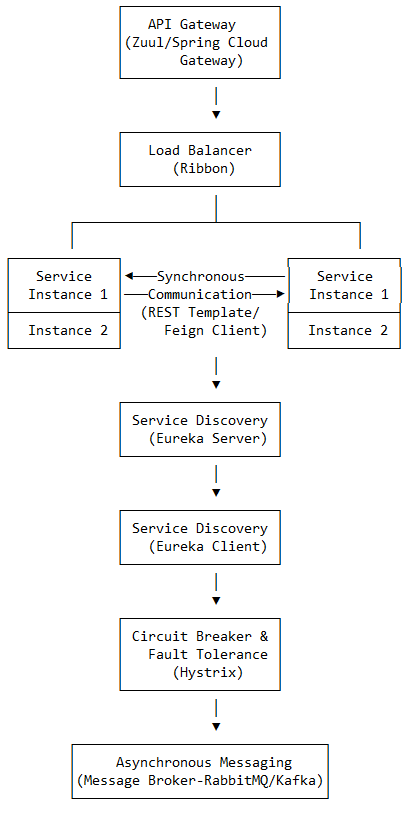 API Gateway
(Zuul/Spring Cloud
Gateway)
Load Balancer
(Ribbon)
Service
Instance 1
Instance 2
Synchronous
Communication
(REST Template/
Feign Client)
Service
Instance 1
Instance 2
Service Discovery
(Eureka Server)
Service Discovery
(Eureka Client)
Circuit Breaker &
Fault Tolerance
(Hystrix)
Asynchronous Messaging
(Message Broker-RabbitMQ/Kafka)